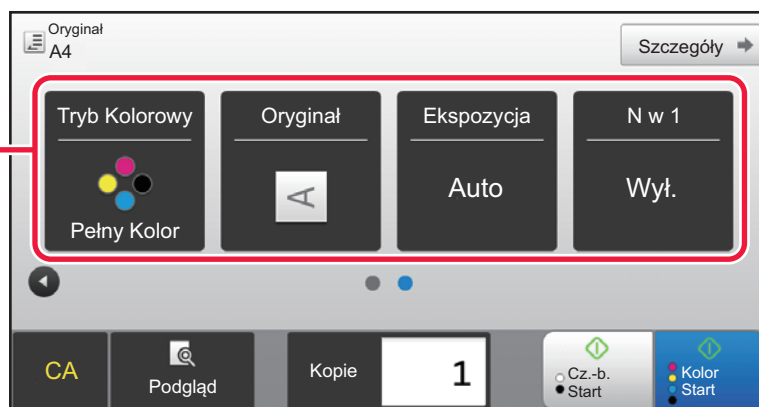 Oryginał
A4
Szczegóły
Tryb Kolorowy
Oryginał
Ekspozycja
N w 1
A
Auto
Wył.
Pełny Kolor
CA
Podgląd
Kopie
1
Cz.-b.
Start
Kolor
Start